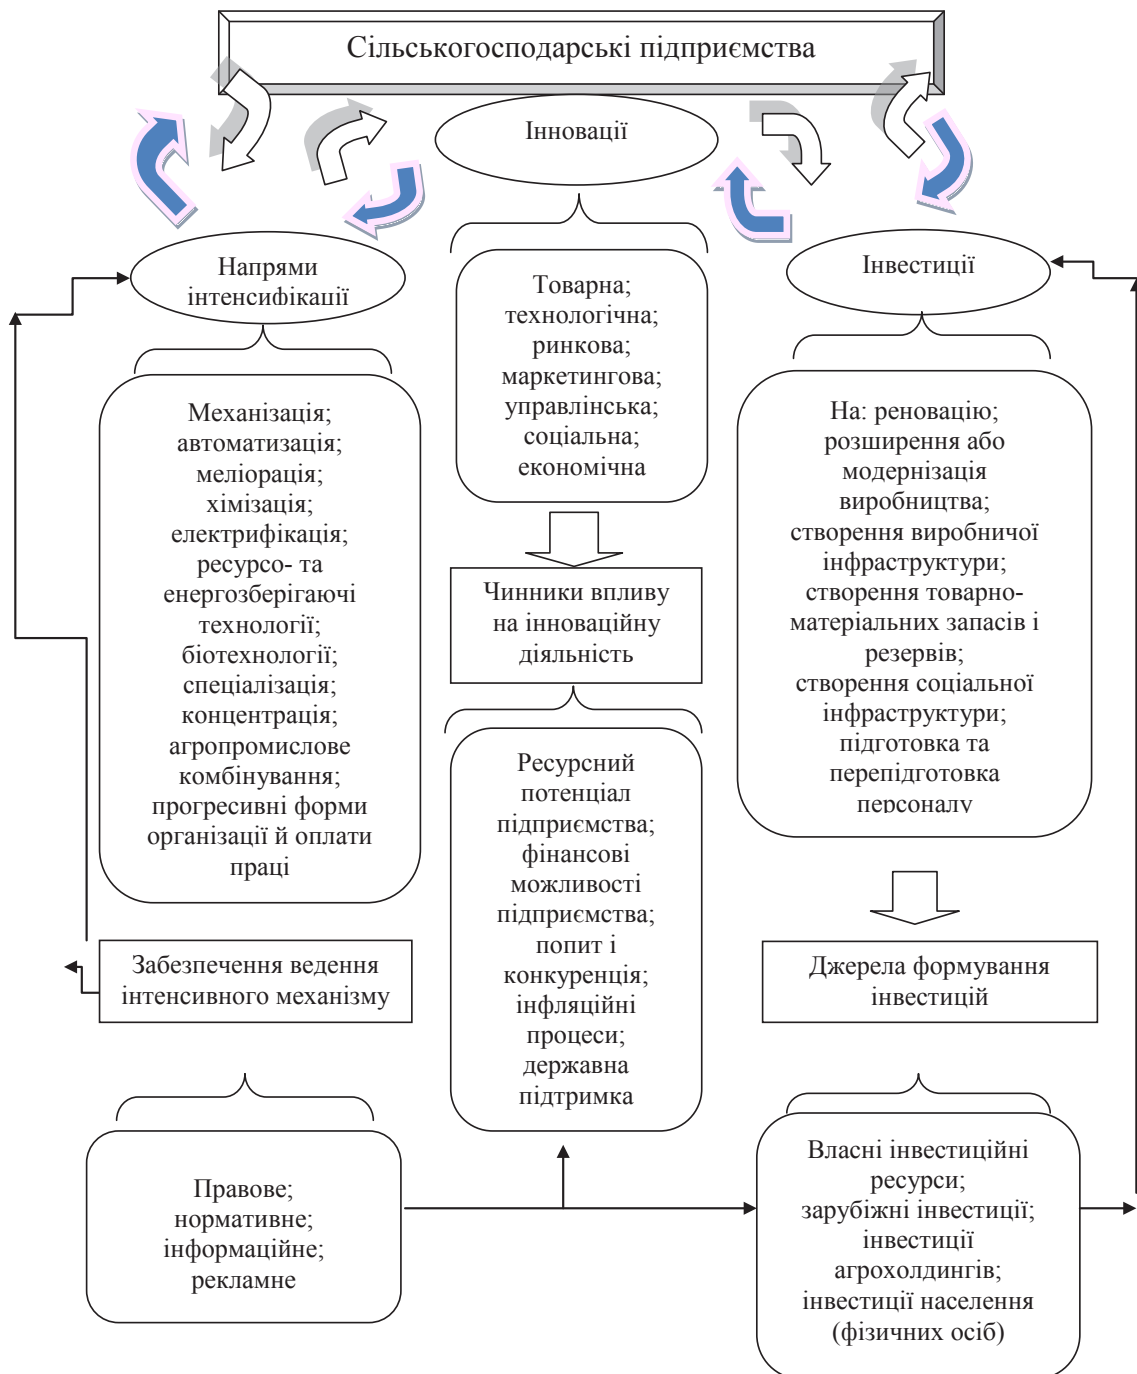 Сільськогосподарські підприємства
Інновації
Напрями
інтенсифікації
Інвестиції
Товарна;
технологічна;
ринкова;
маркетингова;
управлінська;
соціальна;
економічна
Механізація;
автоматизація;
меліорація;
хімізація;
електрифікація;
ресурсо- та
енергозберігаючі
технології;
біотехнології;
спеціалізація;
концентрація;
агропромислове
комбінування;
прогресивні форми
організації й оплати
праці
На: реновацію;
розширення або
модернізація
виробництва;
створення виробничої
інфраструктури;
створення товарно-
матеріальних запасів і
резервів;
створення соціальної
інфраструктури;
підготовка та
перепідготовка
персоналу
Чинники впливу
на інноваційну
діяльність
Ресурсний
потенціал
підприємства;
фінансові
можливості
підприємства;
попит і
конкуренція;
інфляційні
процеси;
державна
підтримка
Забезпечення ведення
інтенсивного механізму
Джерела формування
інвестицій
Правове;
нормативне;
інформаційне;
рекламне
Власні інвестиційні
ресурси;
зарубіжні інвестиції;
інвестиції
агрохолдингів;
інвестиції населення
(фізичних осіб)